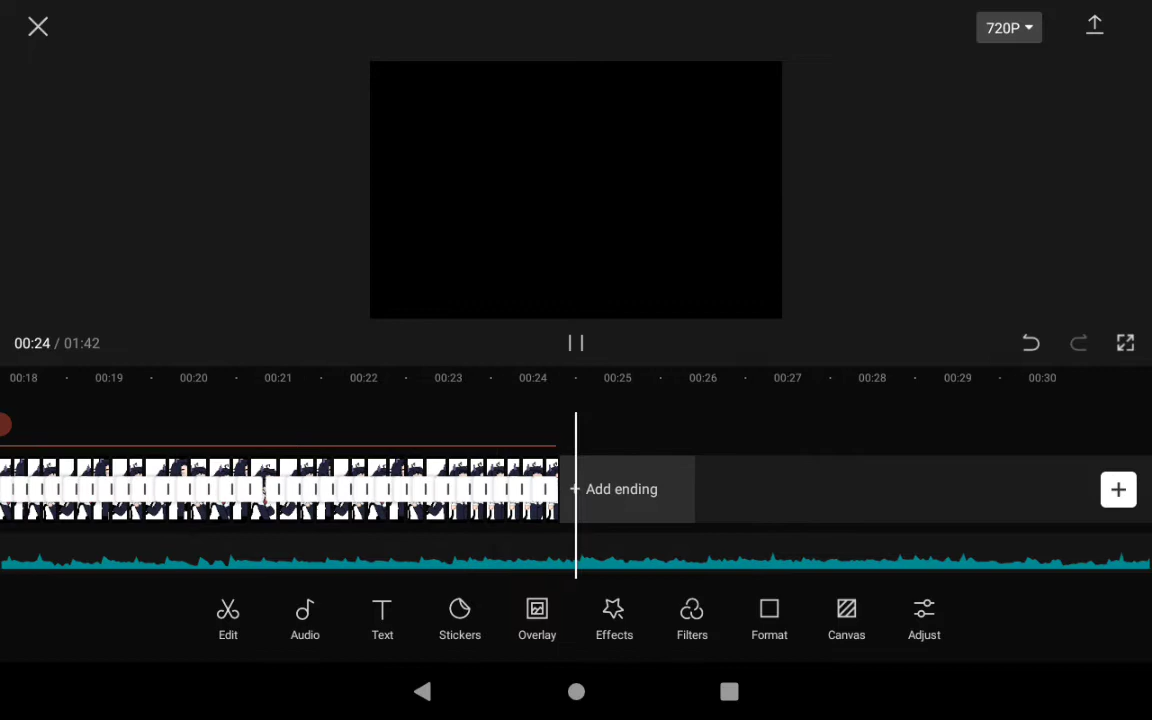 720P
00:24 / 01:42
00:18 00:19 00:20 00:21 00:22 00:23 00:24 00:25 00:26 00:27 00:28 00:29 00:30
+ Add ending
Edit Audio Text Stickers Overlay Effects Filters Format Canvas Adjust